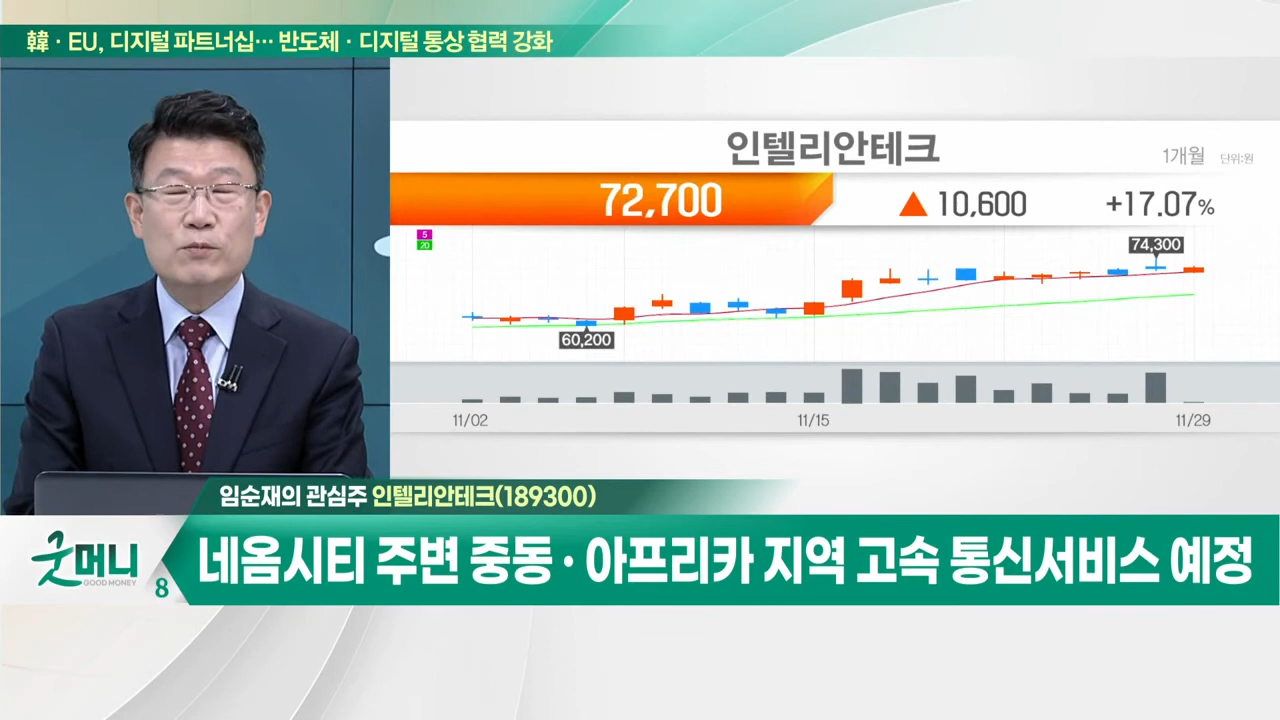 韓·EU, 디지털 파트너십… 반도체·디지털 통상 협력 강화
인텔리안테크
1개월 단위:원
72,700 ▲ 10,600 +17.07%
5
20
74,300
60,200
11/02 11/15 11/29
임순재의 관심주 인텔리안테크(189300)
굿머니
GOOD MONEY
8
네옴시티 주변 중동·아프리카 지역 고속 통신서비스 예정